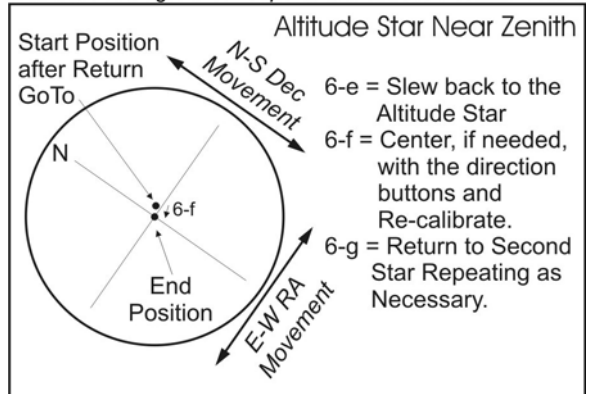 Altitude Star Near Zenith
Start Position
after Return
GoTo
N-S Dec
Movement
N
6-f
End
Position
E-W RA
Movement
6-e = Slew back to the
Altitude Star
6-f = Center, if needed,
with the direction
buttons and
Re-calibrate.
6-g = Return to Second
Star Repeating as
Necessary.